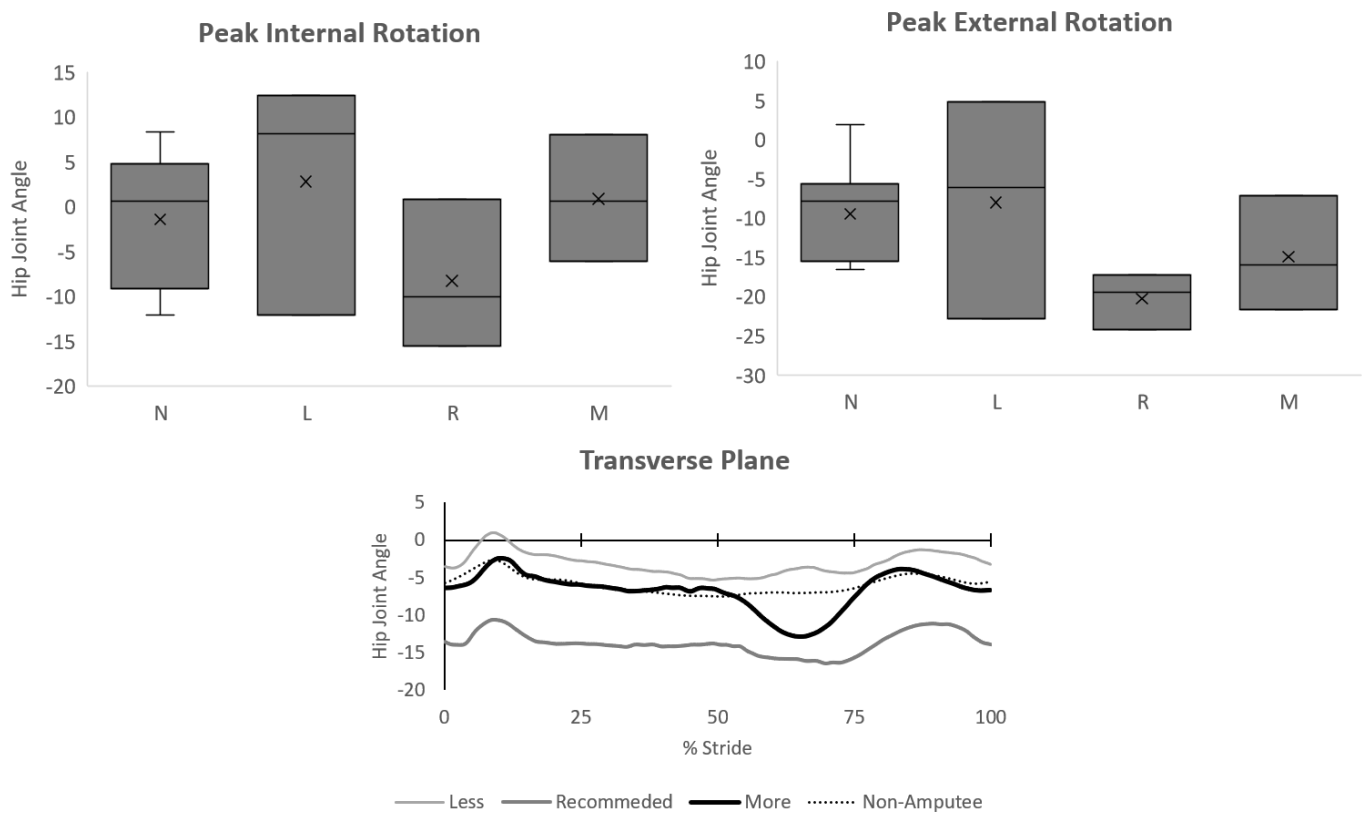 Peak Internal Rotation
Hip Joint Angle
15
10
5
0
-5
-10
-15
-20
N L R M
Peak External Rotation
Hip Joint Angle
10
5
0
-5
-10
-15
-20
-25
-30
N L R M
Transverse Plane
Hip Joint Angle
5
0
-5
-10
-15
-20
0 25 50 75 100
% Stride
Less Recommeded More Non-Amputee